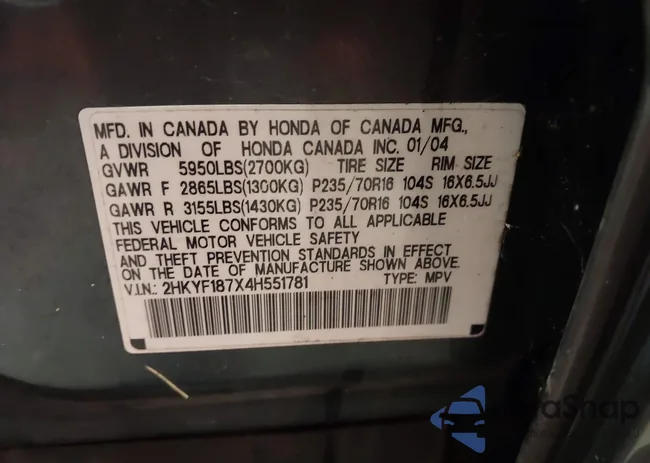 MFD. IN CANADA BY HONDA OF CANADA MFG.,
A DIVISION OF HONDA CANADA INC. 01/04
GVWR 5950LBS(2700KG) TIRE SIZE RIM SIZE
GAWR F 2865LBS(1300KG) P235/70R16 104S 16X6.5JJ
GAWR R 3155LBS(1430KG) P235/70R16 104S 16X6.5JJ
THIS VEHICLE CONFORMS TO ALL APPLICABLE
FEDERAL MOTOR VEHICLE SAFETY
AND THEFT PREVENTION STANDARDS IN EFFECT
ON THE DATE OF MANUFACTURE SHOWN ABOVE.
V.I.N.: 2HKYF187X4H551781 TYPE: MPV